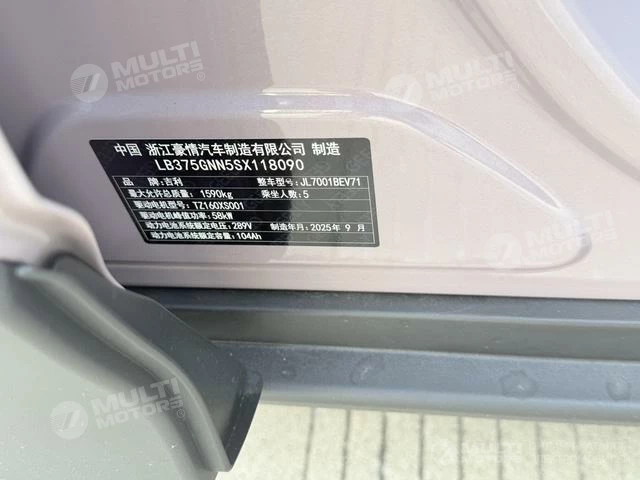 MULTI MOTORS®
MULTI MOTORS®
中国 浙江豪情汽车制造有限公司 制造
LB375GNN5SX118090
品牌：吉利 整车型号：JL7001BEV71
最大允许总质量：1590kg 乘坐人数：5
驱动电机型号：TZ160XS001
驱动电机峰值功率：58kW
动力电池系统额定电压：289V 制造年月：2025年 9 月
动力电池系统额定容量：104Ah
MULTI MOTORS®
MULTI MOTORS®